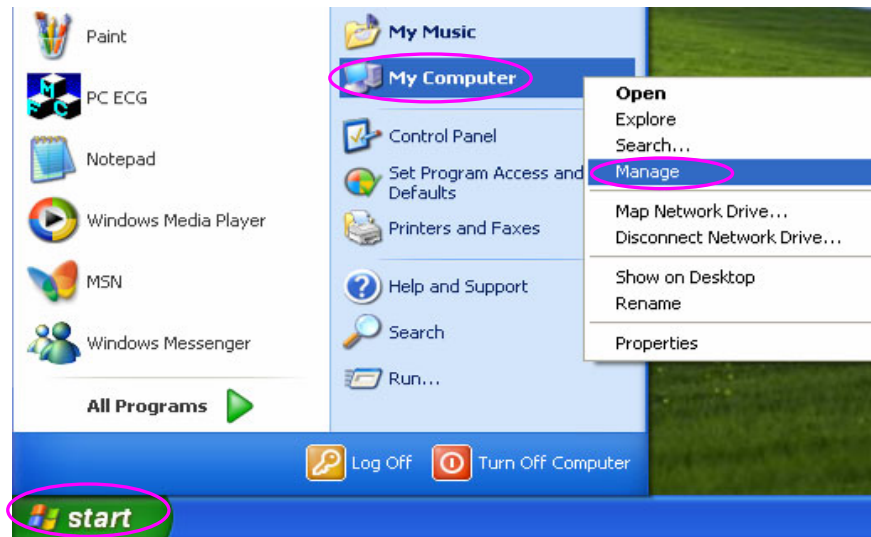 Paint
PC ECG
Notepad
Windows Media Player
MSN
Windows Messenger
All Programs
My Music
My Computer
Control Panel
Set Program Access and
Defaults
Printers and Faxes
Help and Support
Search
Run...
Open
Explore
Search...
Manage
Map Network Drive...
Disconnect Network Drive...
Show on Desktop
Rename
Properties
Log Off
Turn Off Computer
start